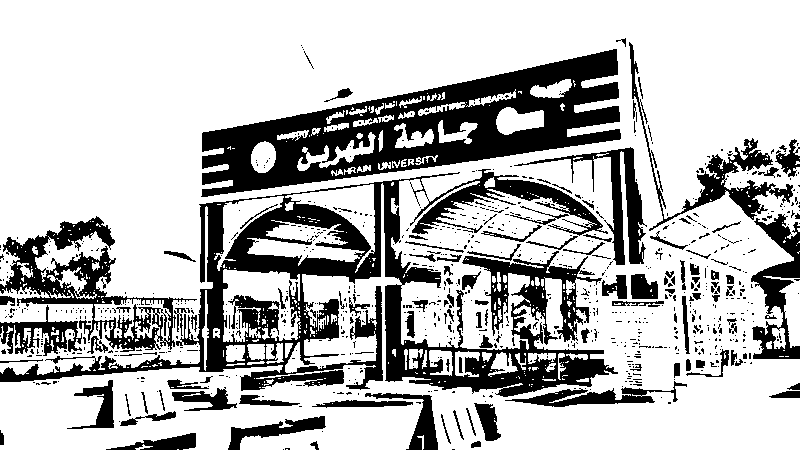 وزارة التعليم العالي والبحث العلمي
MINISTRY OF HIGHER EDUCATION AND SCIENTIFIC RESEARCH
جامعة النهرين
NAHRAIN UNIVERSITY